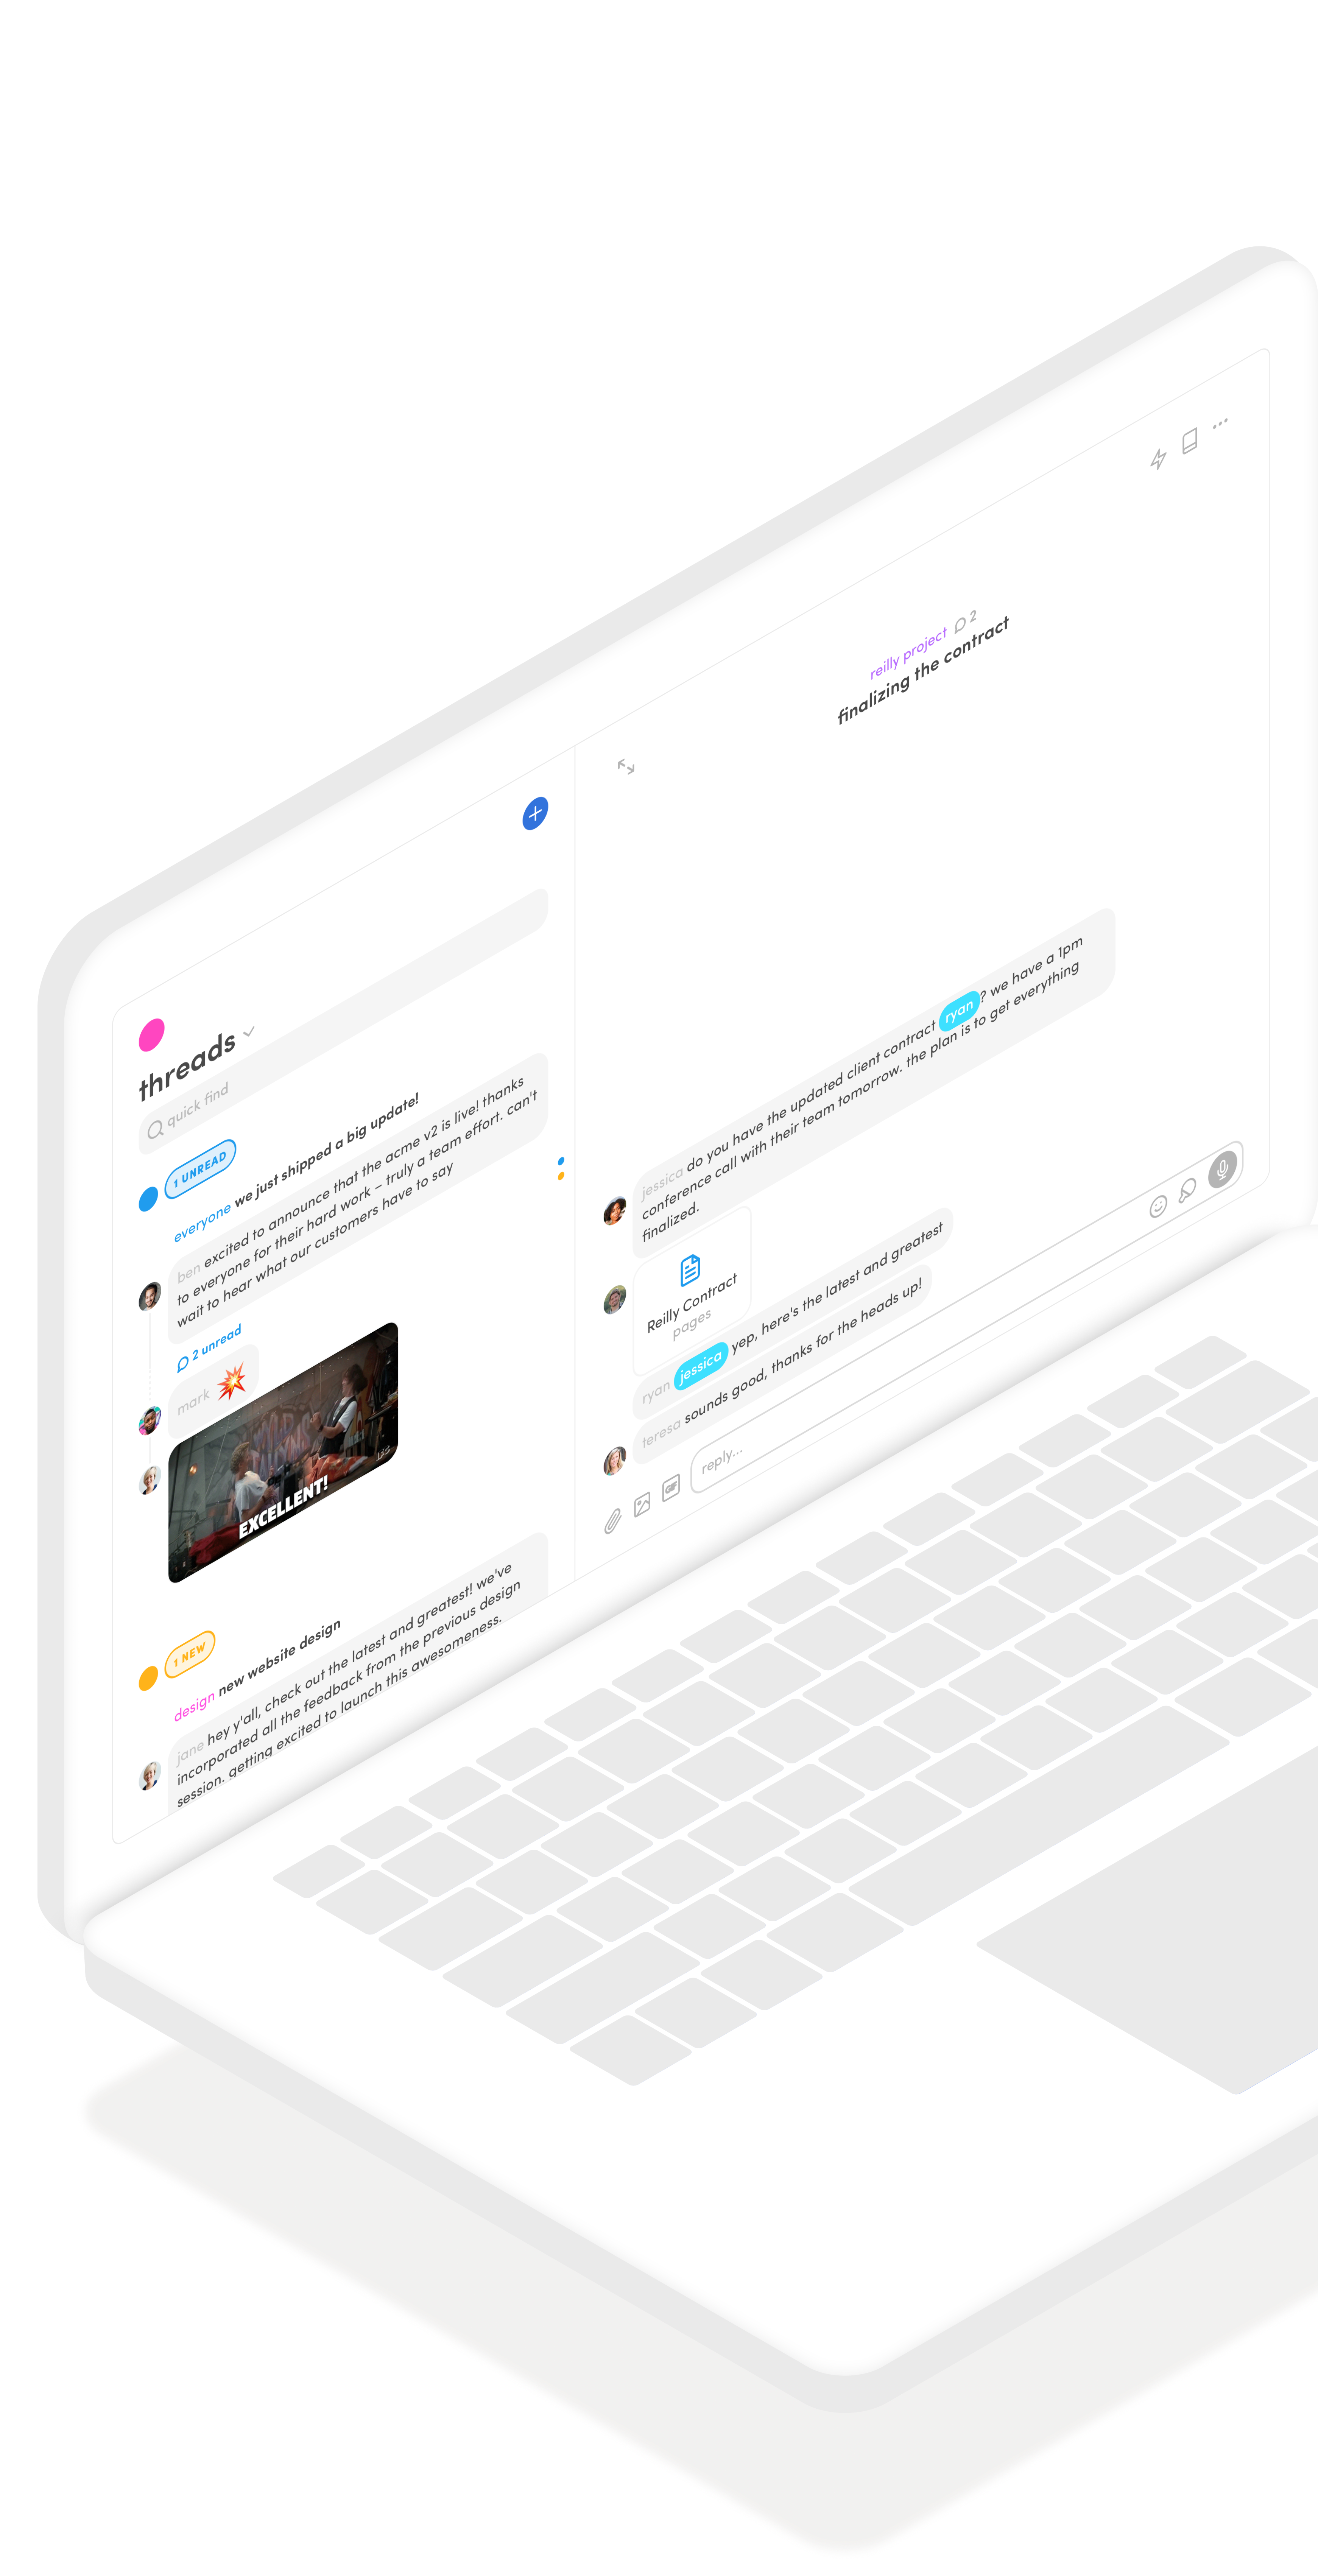 threads
quick find
1 UNREAD
everyone we just shipped a big update!
ben excited to announce that the acme v2 is live! thanks
to everyone for their hard work – truly a team effort. can't
wait to hear what our customers have to say
2 unread
mark 💥
EXCELLENT!
1 NEW
design new website design
jane hey y'all, check out the latest and greatest! we've
incorporated all the feedback from the previous design
session. getting excited to launch this awesomeness.
reilly project 2
finalizing the contract
jessica do you have the updated client contract ryan ? we have a 1pm
conference call with their team tomorrow. the plan is to get everything
finalized.
Reilly Contract
pages
ryan jessica yep, here's the latest and greatest
teresa sounds good, thanks for the heads up!
GIF
reply...